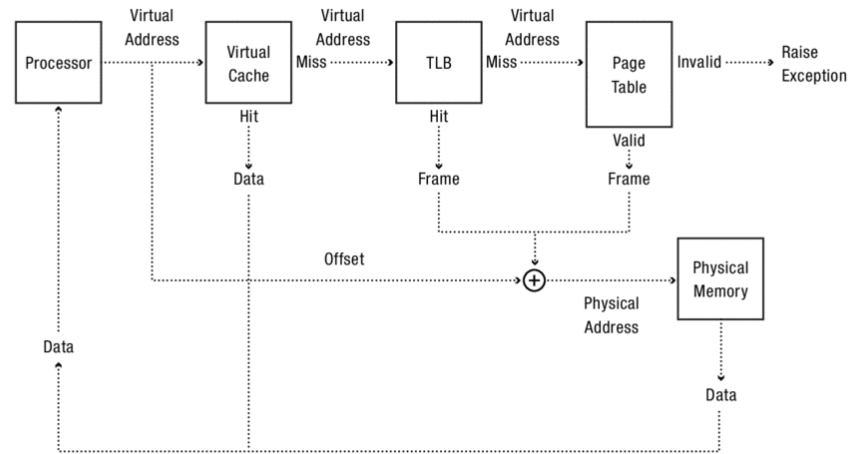 Virtual
Address
Virtual
Address
Virtual
Address
Processor
Virtual
Cache
Miss
TLB
Miss
Page
Table
Invalid
Raise
Exception
Hit
Hit
Valid
Data
Frame
Frame
Offset
Physical
Memory
Physical
Address
Data
Data